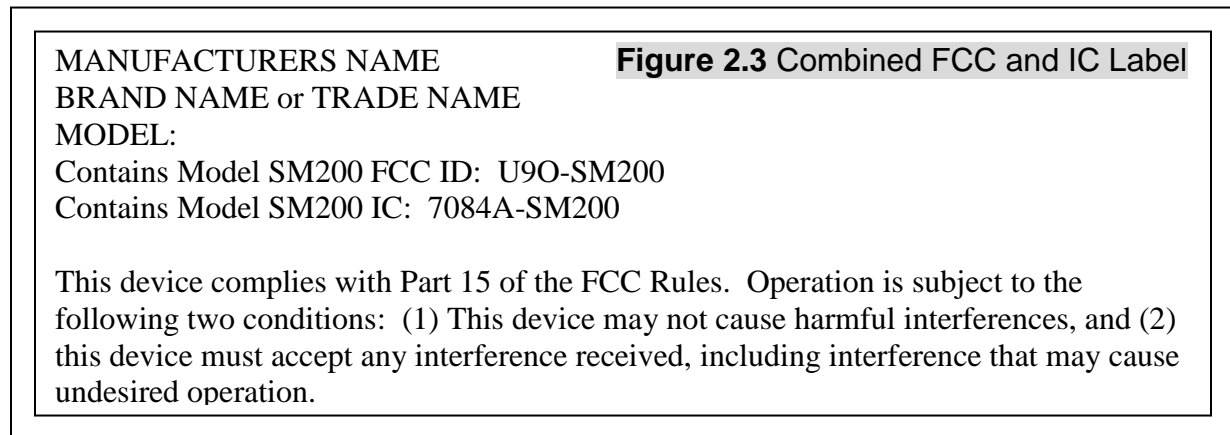 MANUFACTURERS NAME Figure 2.3 Combined FCC and IC Label
BRAND NAME or TRADE NAME
MODEL:
Contains Model SM200 FCC ID: U9O-SM200
Contains Model SM200 IC: 7084A-SM200
This device complies with Part 15 of the FCC Rules. Operation is subject to the
following two conditions: (1) This device may not cause harmful interferences, and (2)
this device must accept any interference received, including interference that may cause
undesired operation.